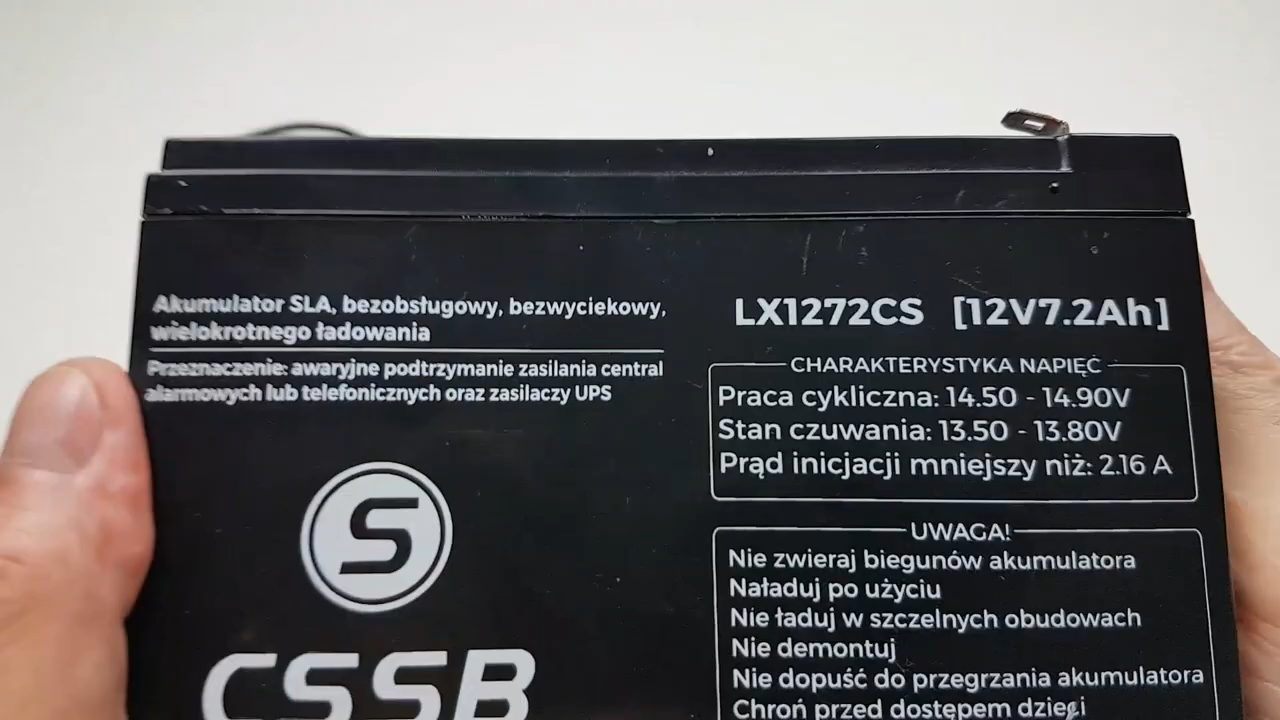 Akumulator SLA, bezobsługowy, bezwyciekowy,
wielokrotnego ładowania
Przeznaczenie: awaryjne podtrzymanie zasilania central
alarmowych lub telefonicznych oraz zasilaczy UPS
S
CSSB
LX1272CS [12V7.2Ah]
CHARAKTERYSTYKA NAPIĘĆ
Praca cykliczna: 14.50 - 14.90V
Stan czuwania: 13.50 - 13.80V
Prąd inicjacji mniejszy niż: 2.16 A
UWAGA!
Nie zwieraj biegunów akumulatora
Naładuj po użyciu
Nie ładuj w szczelnych obudowach
Nie demontuj
Nie dopuść do przegrzania akumulatora
Chroń przed dostępem dzieci